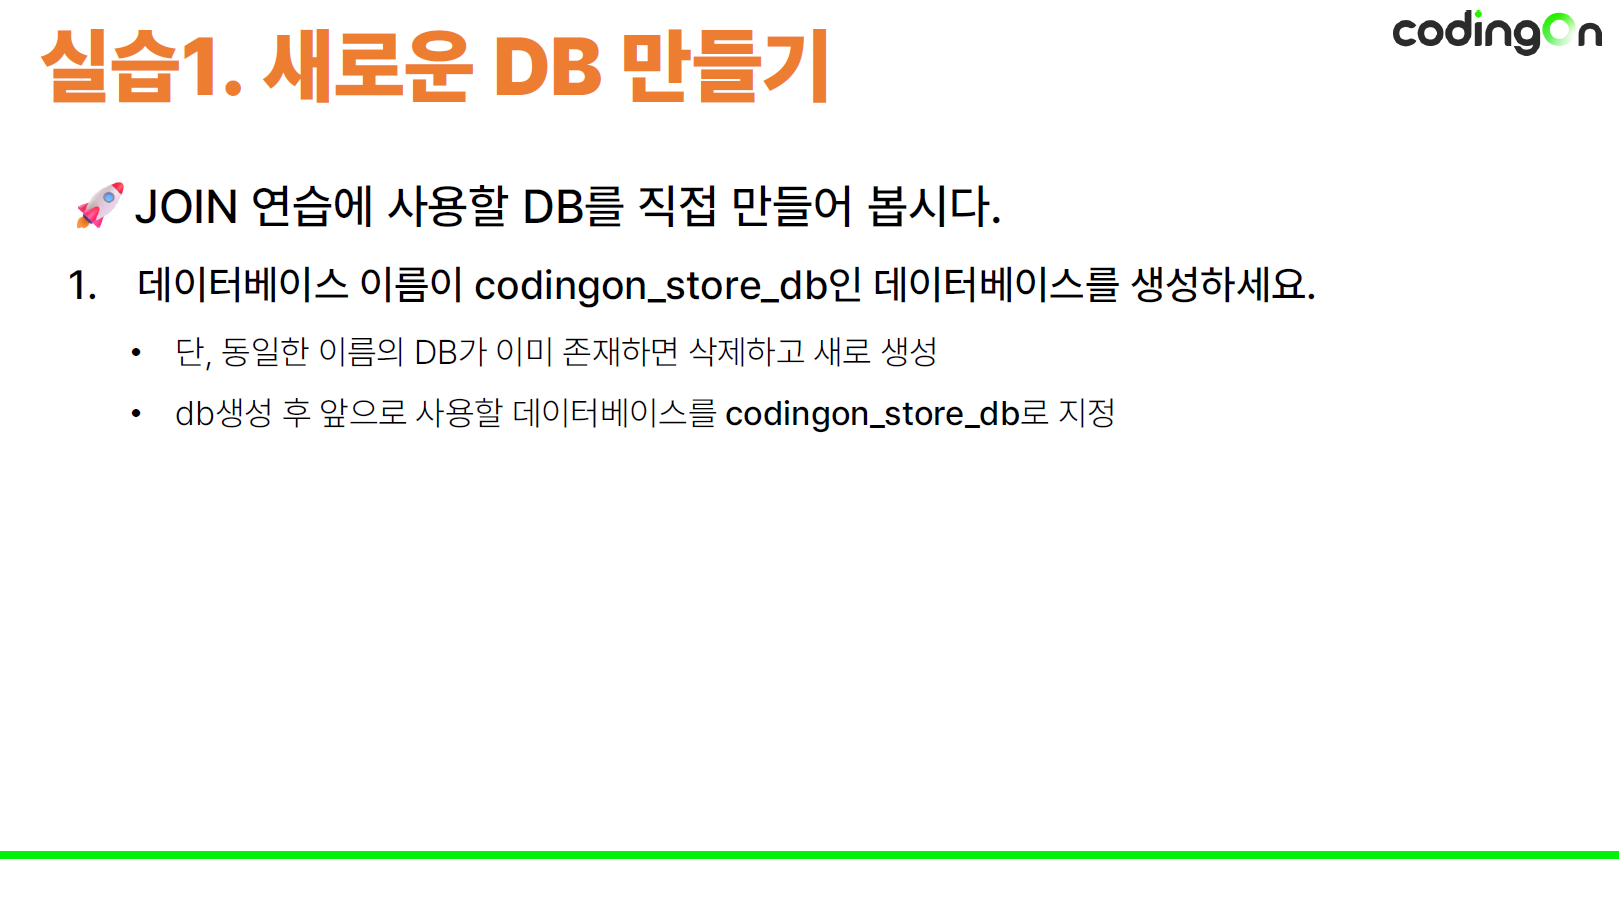 codingOn
실습1. 새로운 DB 만들기
🚀 JOIN 연습에 사용할 DB를 직접 만들어 봅시다.
1. 데이터베이스 이름이 codingon_store_db인 데이터베이스를 생성하세요.
• 단, 동일한 이름의 DB가 이미 존재하면 삭제하고 새로 생성
• db생성 후 앞으로 사용할 데이터베이스를 codingon_store_db로 지정